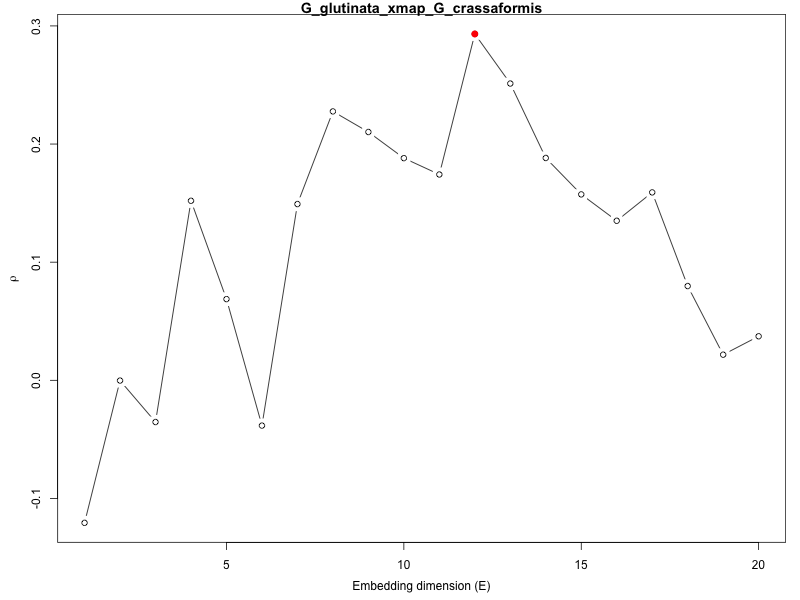 G_glutinata_xmap_G_crassaformis
0.3
0.2
0.1
0.0
-0.1
ρ
5 10 15 20
Embedding dimension (E)